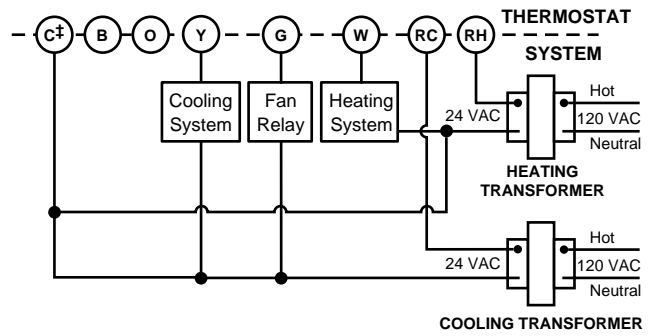 THERMOSTAT
C‡ B O Y G W RC RH
SYSTEM
Cooling
System
Fan
Relay
Heating
System
24 VAC
Hot
120 VAC
Neutral
HEATING
TRANSFORMER
24 VAC
Hot
120 VAC
Neutral
COOLING TRANSFORMER